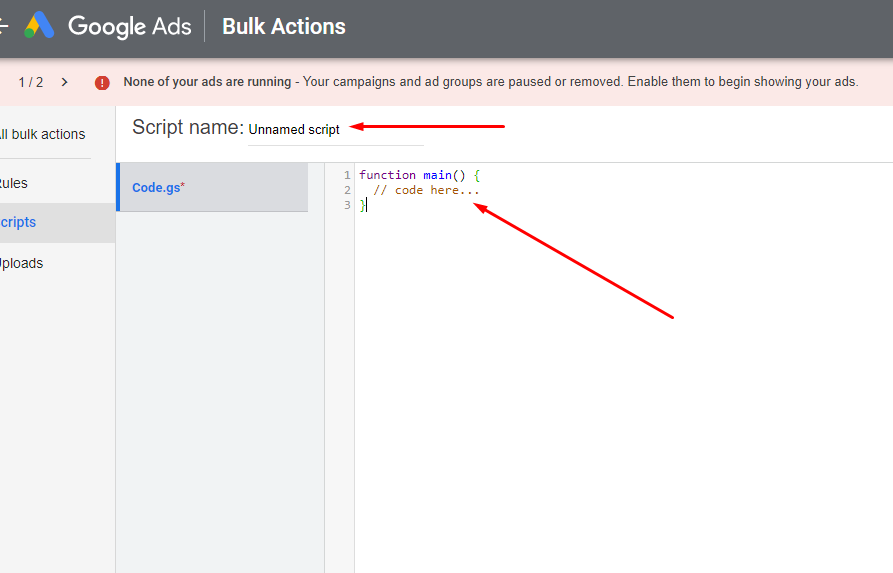 Google Ads Bulk Actions
1 / 2 > ! None of your ads are running - Your campaigns and ad groups are paused or removed. Enable them to begin showing your ads.
ll bulk actions
Script name: Unnamed script
ules
Code.gs*
cripts
ploads
1 function main() {
2 // code here...
3 }